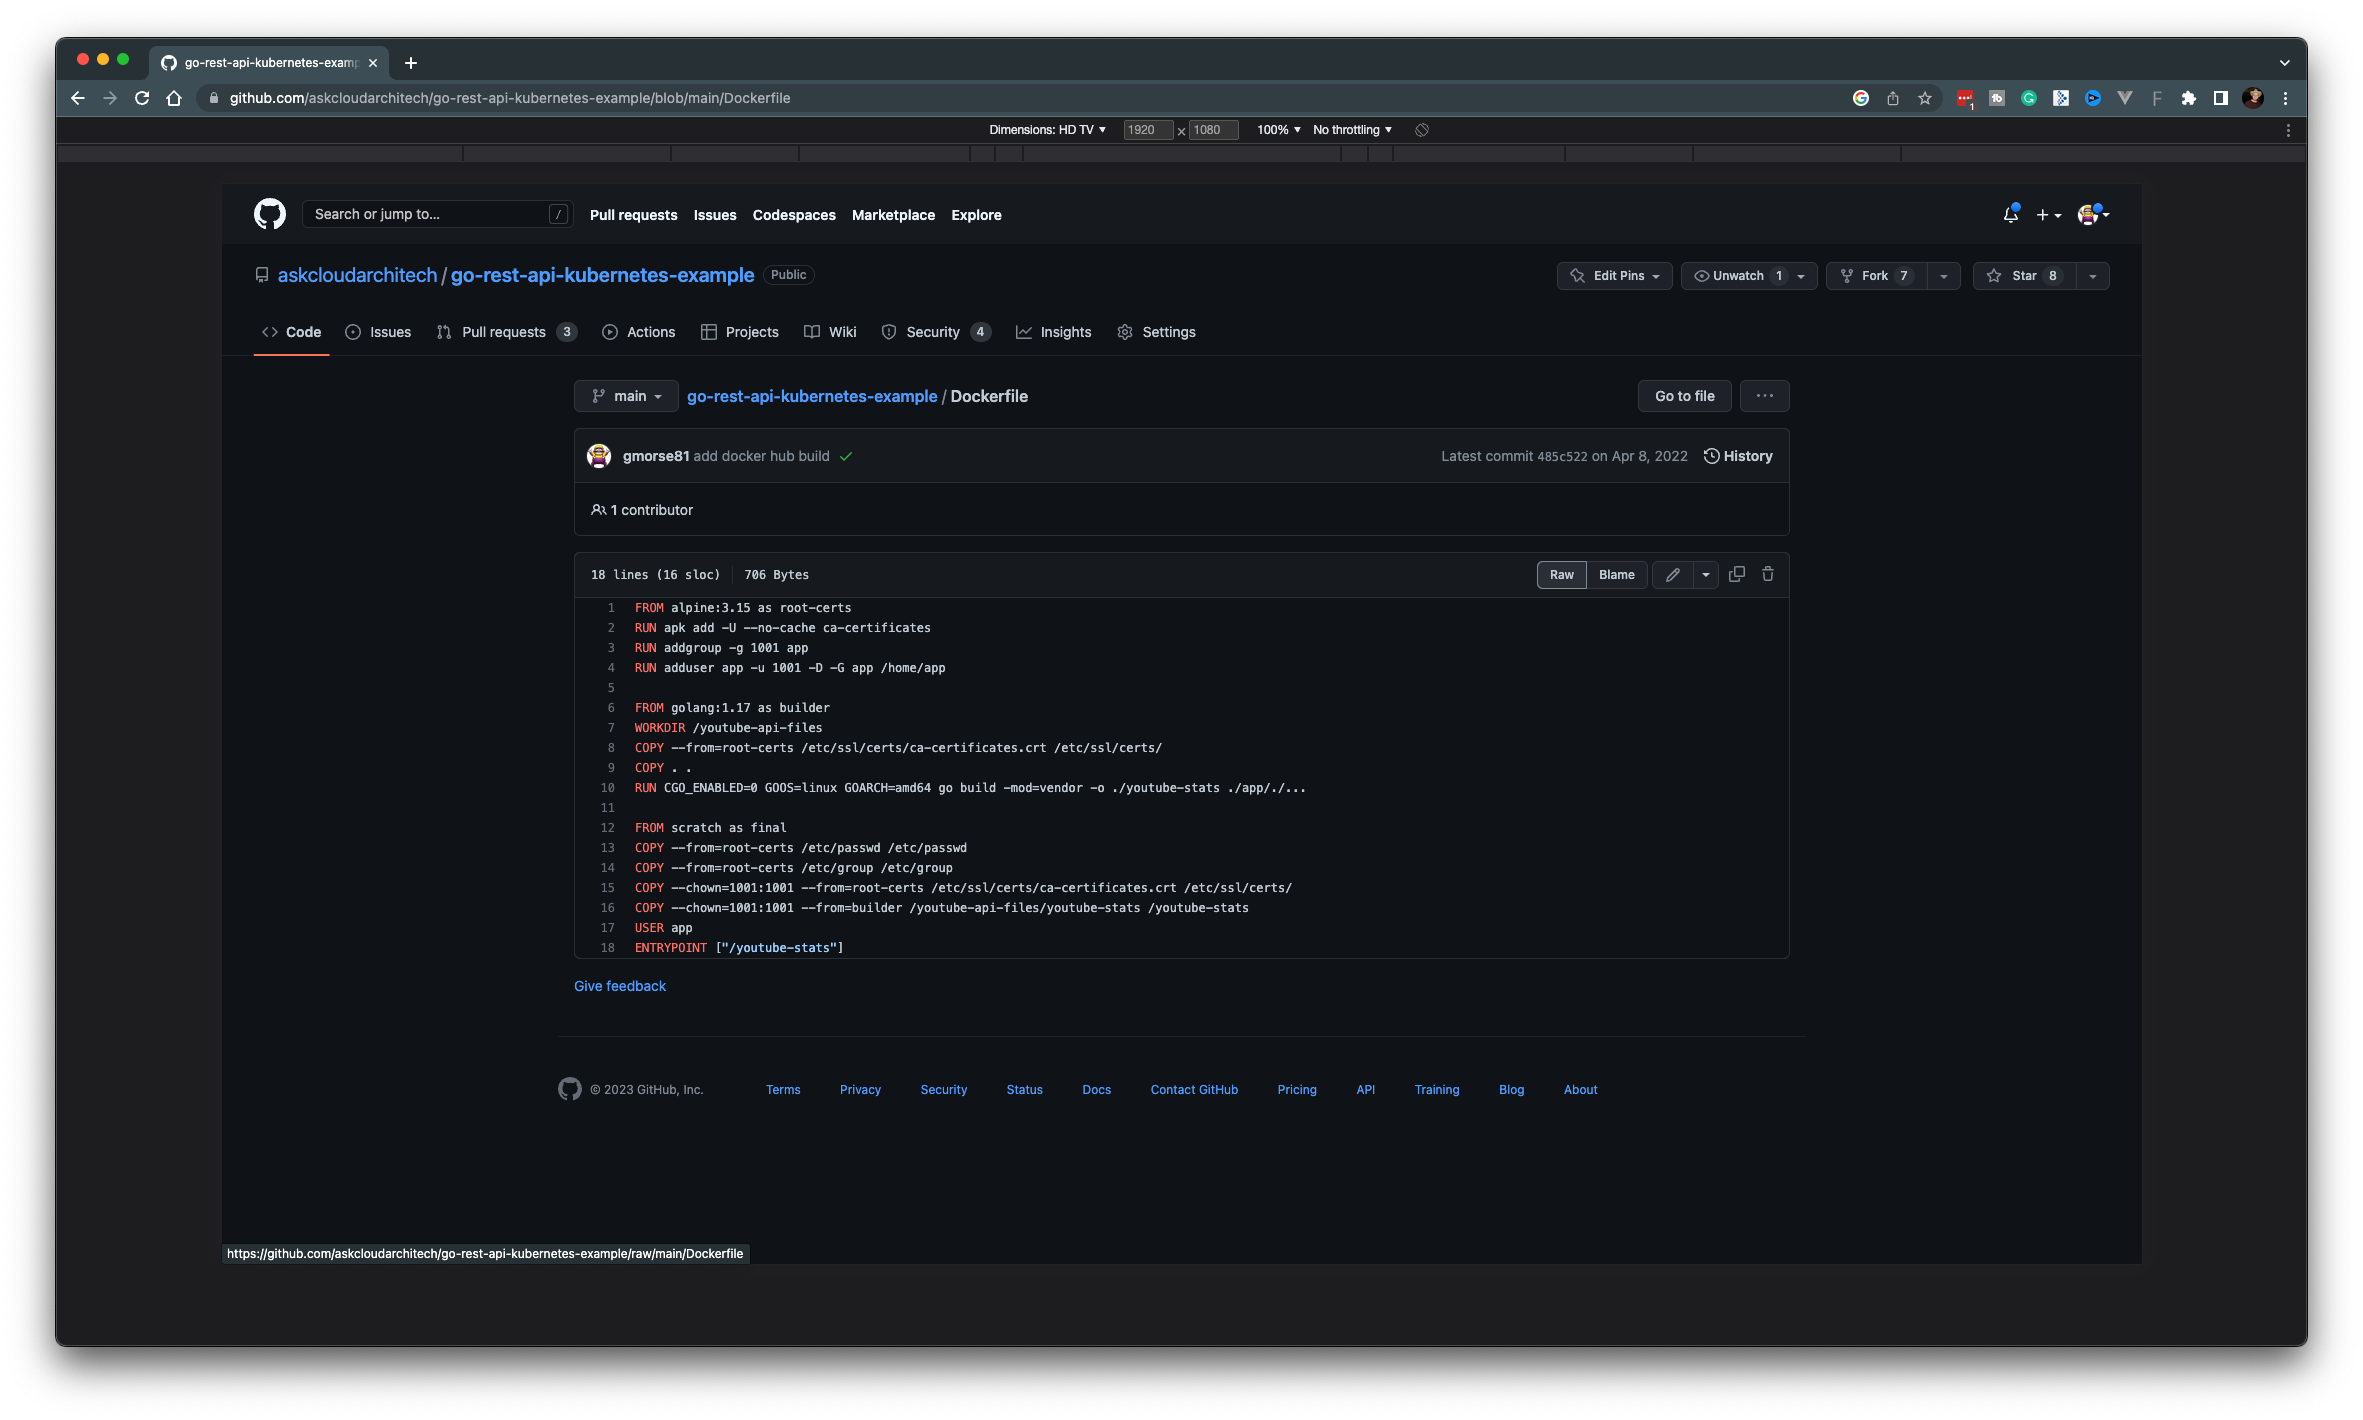 go-rest-api-kubernetes-examp
github.com/askcloudarchitech/go-rest-api-kubernetes-example/blob/main/Dockerfile
1
Dimensions: HD TV 1920 × 1080 100% No throttling
Search or jump to... / Pull requests Issues Codespaces Marketplace Explore
askcloudarchitech / go-rest-api-kubernetes-example Public Edit Pins Unwatch 1 Fork 7 Star 8
Code Issues Pull requests 3 Actions Projects Wiki Security 4 Insights Settings
main go-rest-api-kubernetes-example / Dockerfile Go to file ...
gmorse81 add docker hub build Latest commit 485c522 on Apr 8, 2022 History
1 contributor
18 lines (16 sloc) 706 Bytes Raw Blame
1 FROM alpine:3.15 as root-certs
2 RUN apk add -U --no-cache ca-certificates
3 RUN addgroup -g 1001 app
4 RUN adduser app -u 1001 -D -G app /home/app
5
6 FROM golang:1.17 as builder
7 WORKDIR /youtube-api-files
8 COPY --from=root-certs /etc/ssl/certs/ca-certificates.crt /etc/ssl/certs/
9 COPY . .
10 RUN CGO_ENABLED=0 GOOS=linux GOARCH=amd64 go build -mod=vendor -o ./youtube-stats ./app/./...
11
12 FROM scratch as final
13 COPY --from=root-certs /etc/passwd /etc/passwd
14 COPY --from=root-certs /etc/group /etc/group
15 COPY --chown=1001:1001 --from=root-certs /etc/ssl/certs/ca-certificates.crt /etc/ssl/certs/
16 COPY --chown=1001:1001 --from=builder /youtube-api-files/youtube-stats /youtube-stats
17 USER app
18 ENTRYPOINT ["/youtube-stats"]
Give feedback
© 2023 GitHub, Inc. Terms Privacy Security Status Docs Contact GitHub Pricing API Training Blog About
https://github.com/askcloudarchitech/go-rest-api-kubernetes-example/raw/main/Dockerfile